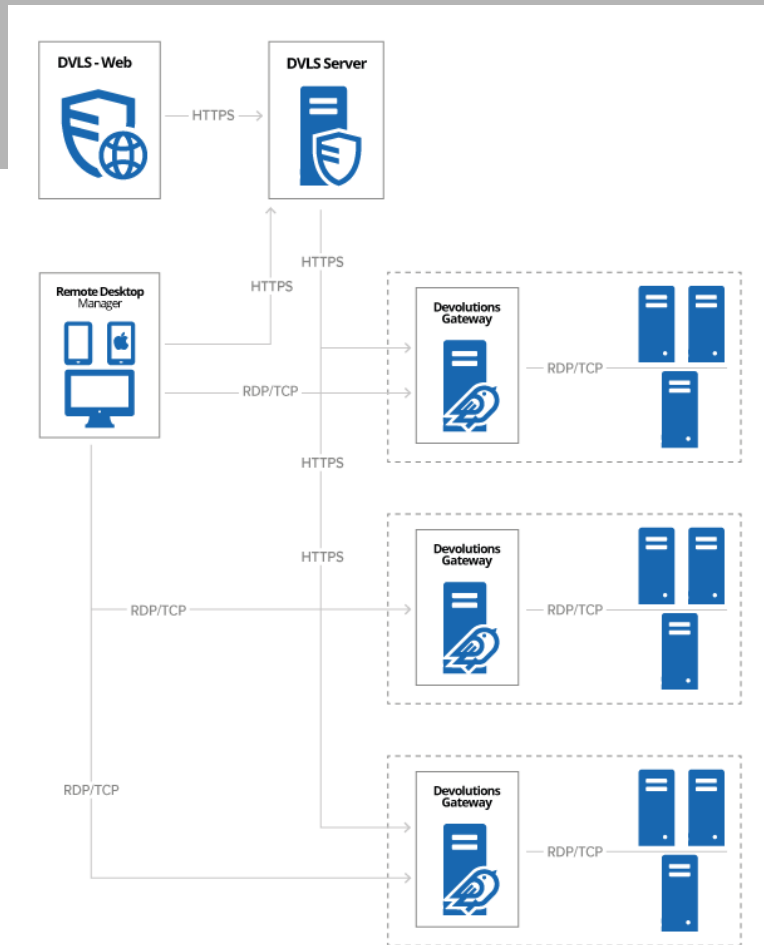 DVLS - Web
DVLS Server
HTTPS
HTTPS
HTTPS
Remote Desktop
Manager
Devolutions
Gateway
RDP/TCP
RDP/TCP
HTTPS
HTTPS
Devolutions
Gateway
RDP/TCP
RDP/TCP
RDP/TCP
Devolutions
Gateway
RDP/TCP